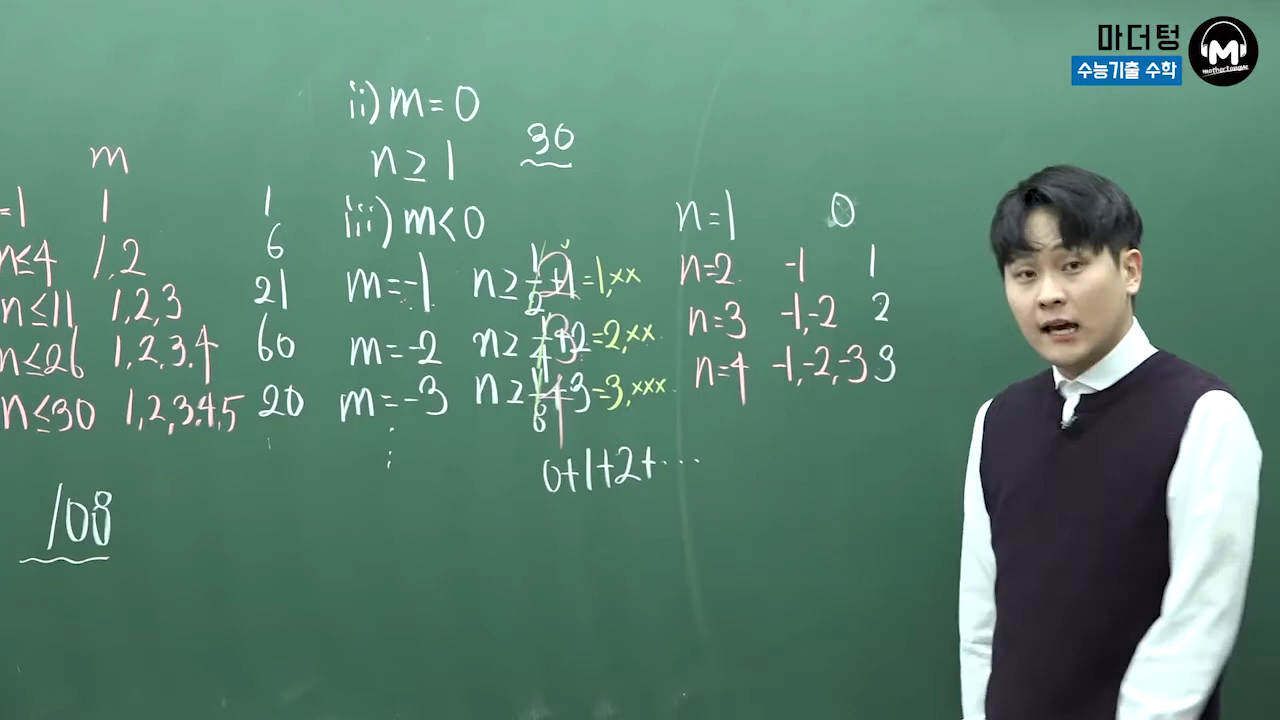 마더텅
수능기출 수학
M
mothertongue
m
=1 1 1
n≤4 1,2 6
n≤11 1,2,3 21
n≤26 1,2,3,4 60
n≤30 1,2,3,4,5 20
108
ii) m=0
n≥1
30
iii) m<0
m=-1 n≥ =1,xx
m=-2 n≥ =2,xx
m=-3 n≥ =3,xxx
0+1+2+⋯
n=1 0
n=2 -1 1
n=3 -1,-2 2
n=4 -1,-2,-3 3